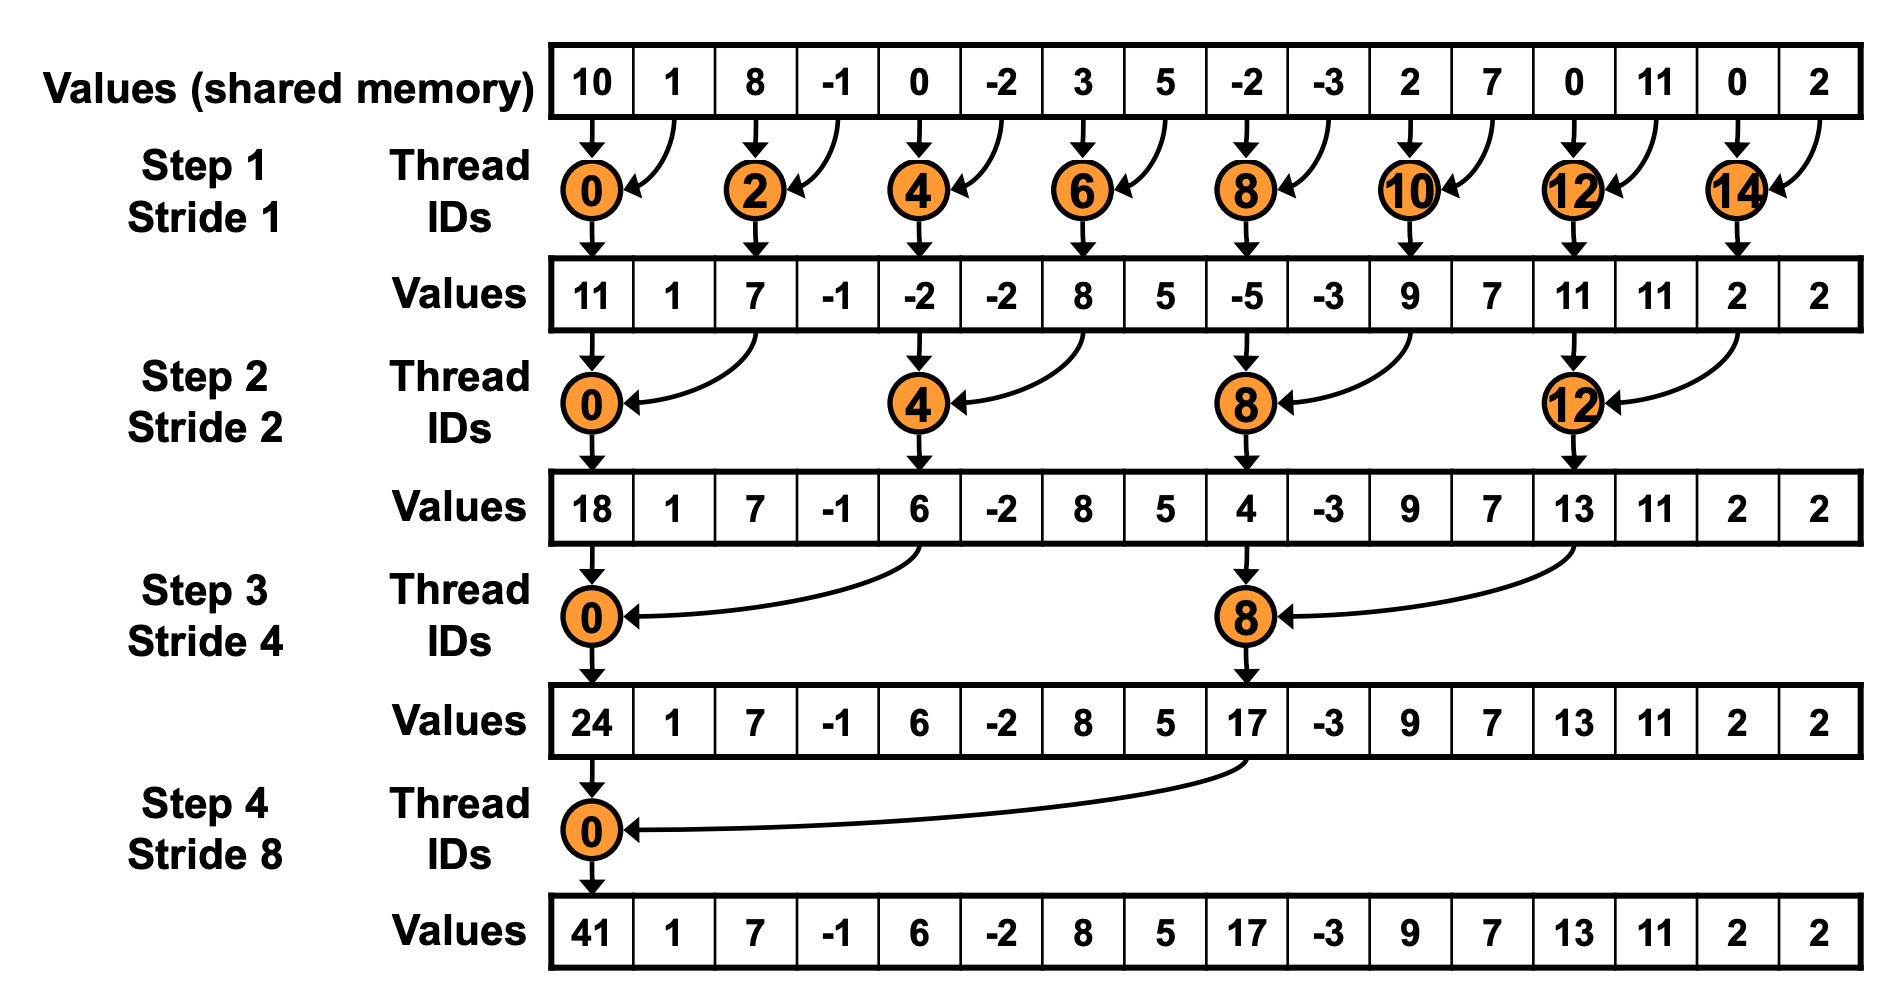 Values (shared memory) 10 1 8 -1 0 -2 3 5 -2 -3 2 7 0 11 0 2
Step 1 Thread
Stride 1 IDs
0 2 4 6 8 10 12 14
Values 11 1 7 -1 -2 -2 8 5 -5 -3 9 7 11 11 2 2
Step 2 Thread
Stride 2 IDs
0 4 8 12
Values 18 1 7 -1 6 -2 8 5 4 -3 9 7 13 11 2 2
Step 3 Thread
Stride 4 IDs
0 8
Values 24 1 7 -1 6 -2 8 5 17 -3 9 7 13 11 2 2
Step 4 Thread
Stride 8 IDs
0
Values 41 1 7 -1 6 -2 8 5 17 -3 9 7 13 11 2 2